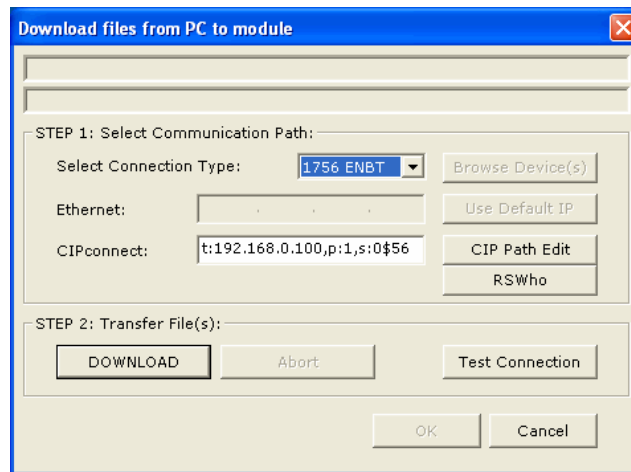 Download files from PC to module
STEP 1: Select Communication Path:
Select Connection Type:
1756 ENBT
Browse Device(s)
Ethernet:
. . .
Use Default IP
CIPconnect:
t:192.168.0.100,p:1,s:0$56
CIP Path Edit
RSWho
STEP 2: Transfer File(s):
DOWNLOAD
Abort
Test Connection
OK
Cancel